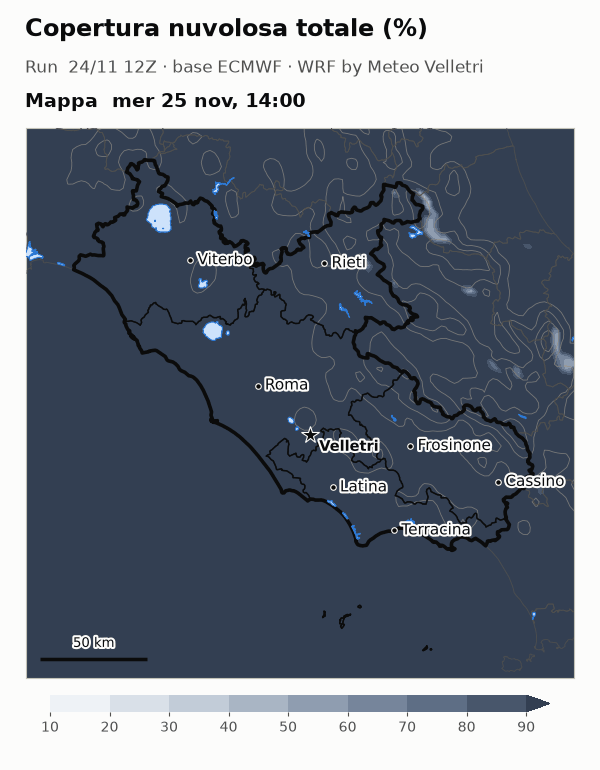 Copertura nuvolosa totale (%)
Run 24/11 12Z · base ECMWF · WRF by Meteo Velletri
Mappa mer 25 nov, 14:00
Viterbo
Rieti
Roma
Velletri
Frosinone
Cassino
Latina
Terracina
50 km
10 20 30 40 50 60 70 80 90